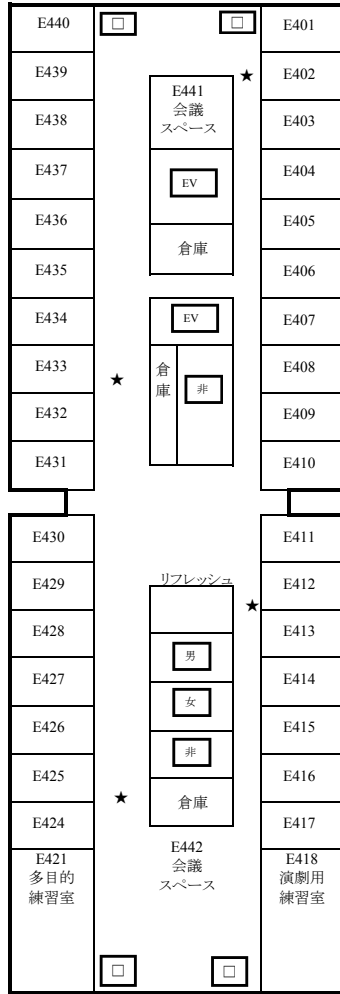 E440
□
□
E401
E439
★
E402
E441
会議
スペース
E438
E403
E437
EV
E404
E436
E405
倉庫
E435
E406
E434
EV
E407
E433
倉
庫
★
非
E408
E432
E409
E431
E410
E430
E411
E429
リフレッシュ
E412
★
E428
E413
男
E427
E414
女
E426
E415
非
E425
E416
★
倉庫
E424
E417
E421
多目的
練習室
E442
会議
スペース
E418
演劇用
練習室
□
□